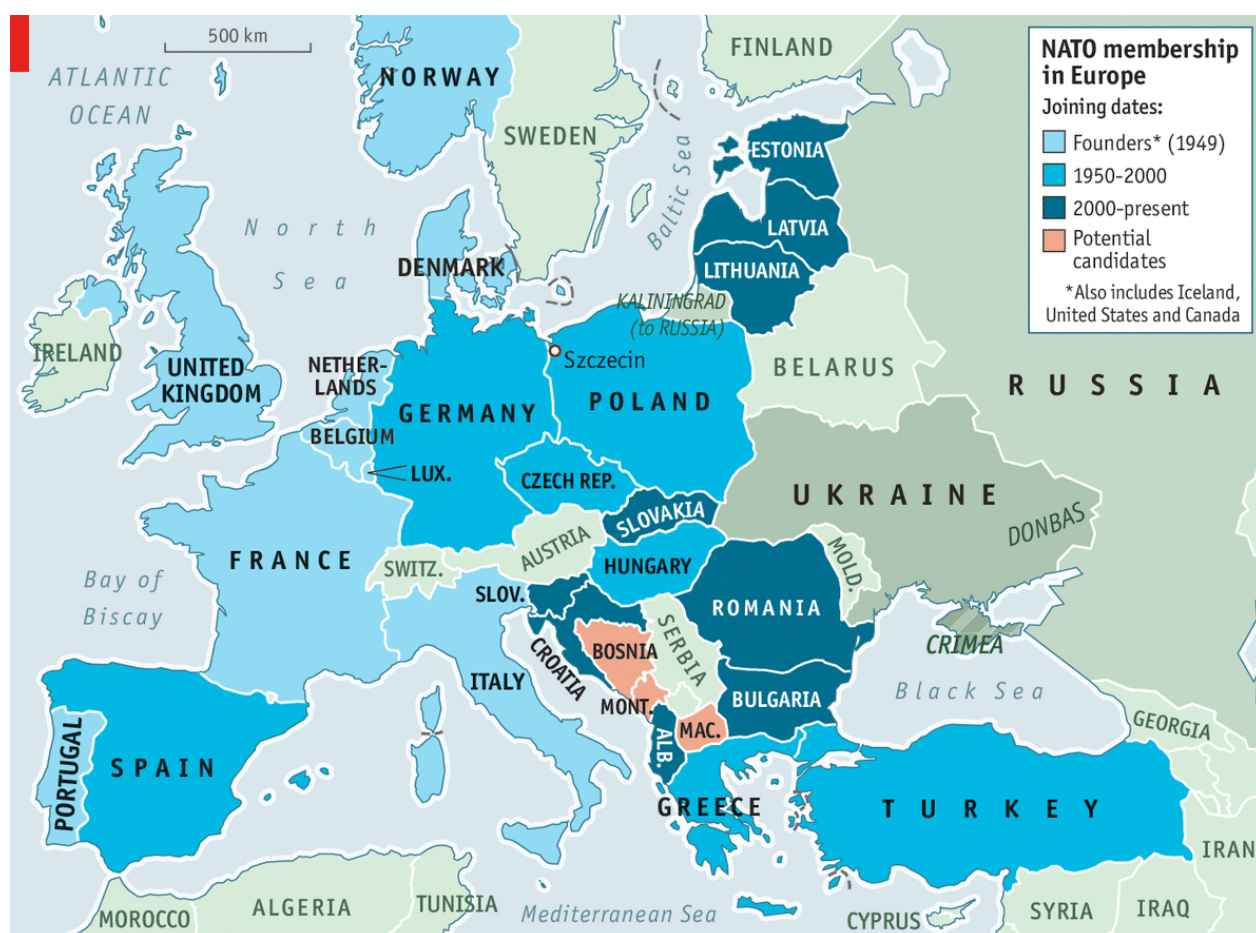 500 km
ATLANTIC
OCEAN
NORWAY
FINLAND
SWEDEN
NATO membership
in Europe
Joining dates:
Founders* (1949)
1950-2000
2000-present
Potential
candidates
*Also includes Iceland,
United States and Canada
Baltic Sea
ESTONIA
LATVIA
LITHUANIA
North
Sea
DENMARK
KALININGRAD
(to RUSSIA)
IRELAND
UNITED
KINGDOM
NETHER-
LANDS
Szczecin
BELARUS
RUSSIA
GERMANY
POLAND
BELGIUM
LUX.
CZECH REP.
UKRAINE
SLOVAKIA
DONBAS
FRANCE
SWITZ.
AUSTRIA
HUNGARY
MOLD.
Bay of
Biscay
SLOV.
ROMANIA
CROATIA
BOSNIA
SERBIA
CRIMEA
ITALY
MONT.
BULGARIA
Black Sea
MAC.
ALB.
GEORGIA
PORTUGAL
SPAIN
GREECE
TURKEY
IRAN
MOROCCO
ALGERIA
TUNISIA
Mediterranean Sea
CYPRUS
SYRIA
IRAQ